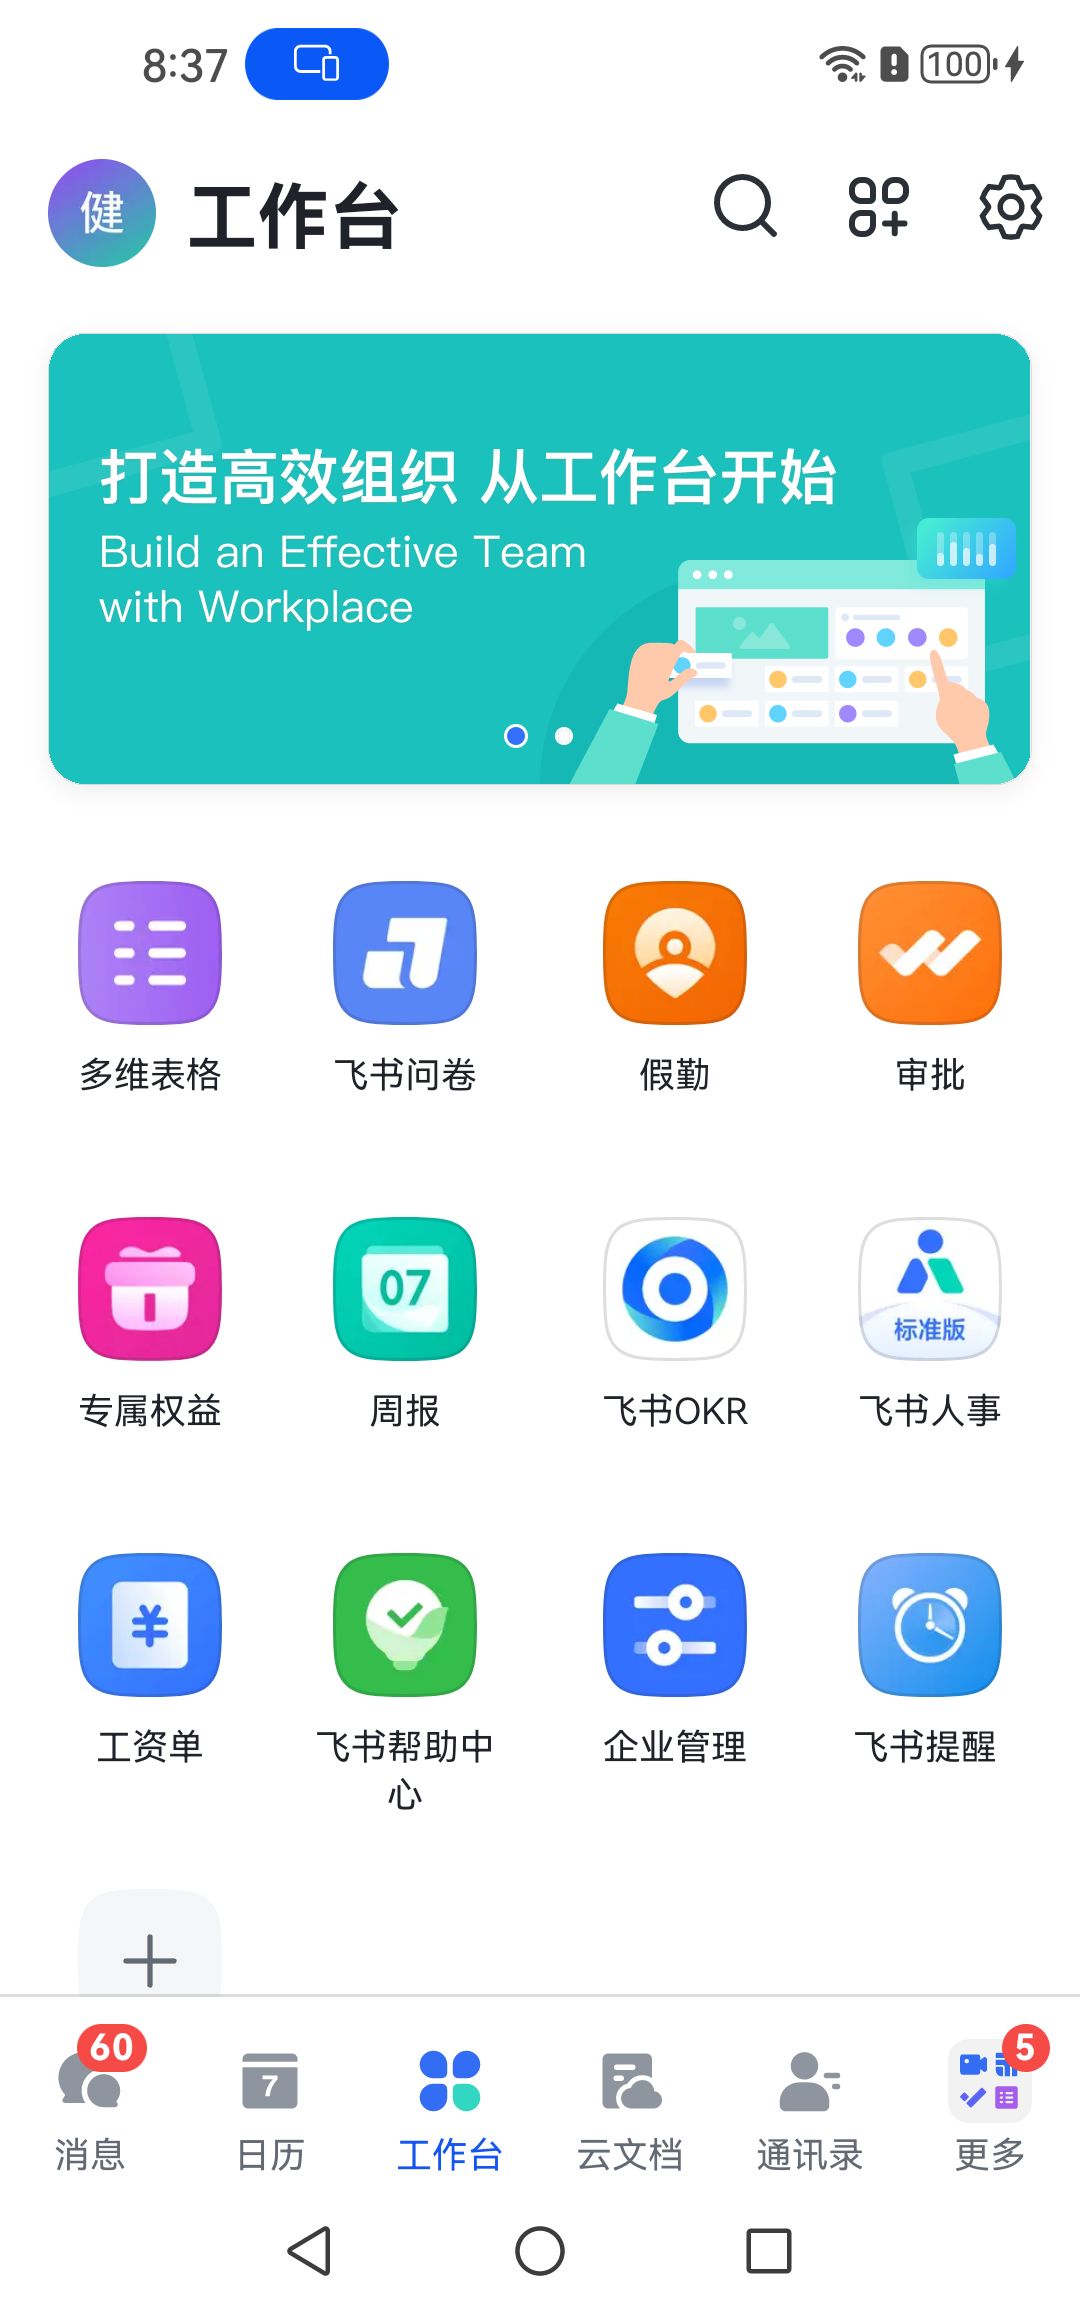 8:37
100
健
工作台
打造高效组织 从工作台开始
Build an Effective Team
with Workplace
多维表格
飞书问卷
假勤
审批
07
标准版
专属权益
周报
飞书OKR
飞书人事
¥
工资单
飞书帮助中
心
企业管理
飞书提醒
60
5
7
消息
日历
工作台
云文档
通讯录
更多